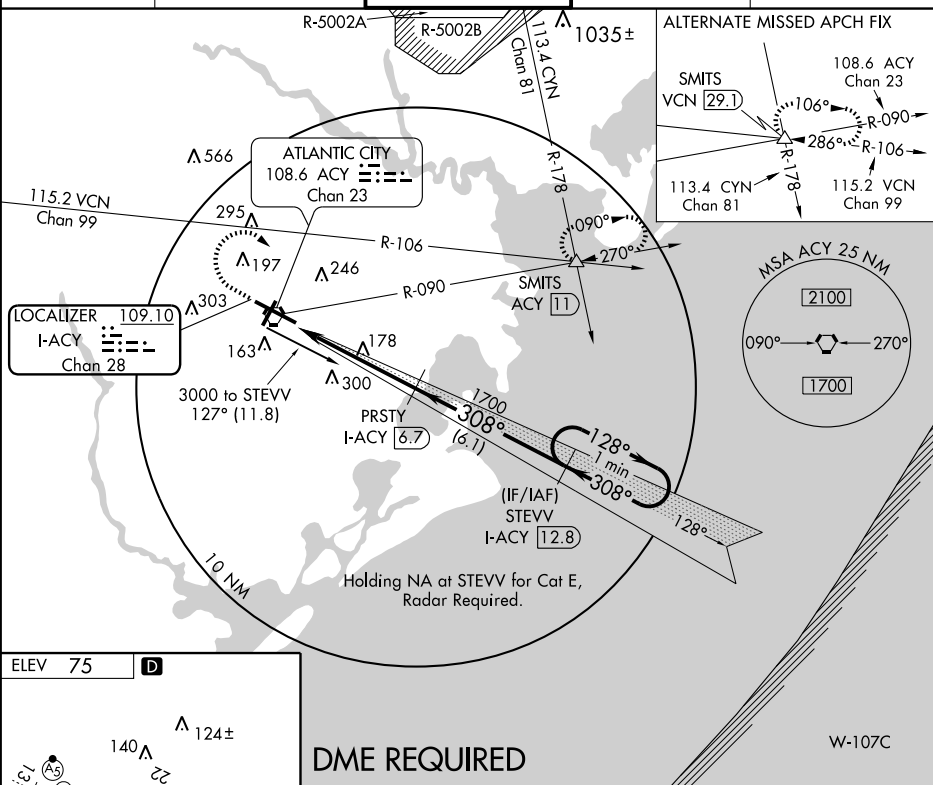 R-5002A
R-5002B
1035±
113.4 CYN
Chan 81
R-178
ALTERNATE MISSED APCH FIX
108.6 ACY
Chan 23
SMITS
VCN 29.1
106°
R-090
286°
R-106
R-178
113.4 CYN
Chan 81
115.2 VCN
Chan 99
566
ATLANTIC CITY
108.6 ACY
Chan 23
115.2 VCN
Chan 99
295
R-106
090°
270°
197
246
R-090
SMITS
ACY 11
MSA ACY 25 NM
2100
090°
270°
1700
LOCALIZER 109.10
I-ACY
Chan 28
303
163
178
300
3000 to STEVV
127° (11.8)
PRSTY
I-ACY 6.7
1700
308°
(6.1)
128°
1 min
308°
(IF/IAF)
STEVV
I-ACY 12.8
128°
10 NM
Holding NA at STEVV for Cat E,
Radar Required.
ELEV 75
D
124±
140
22
A5
13
DME REQUIRED
W-107C